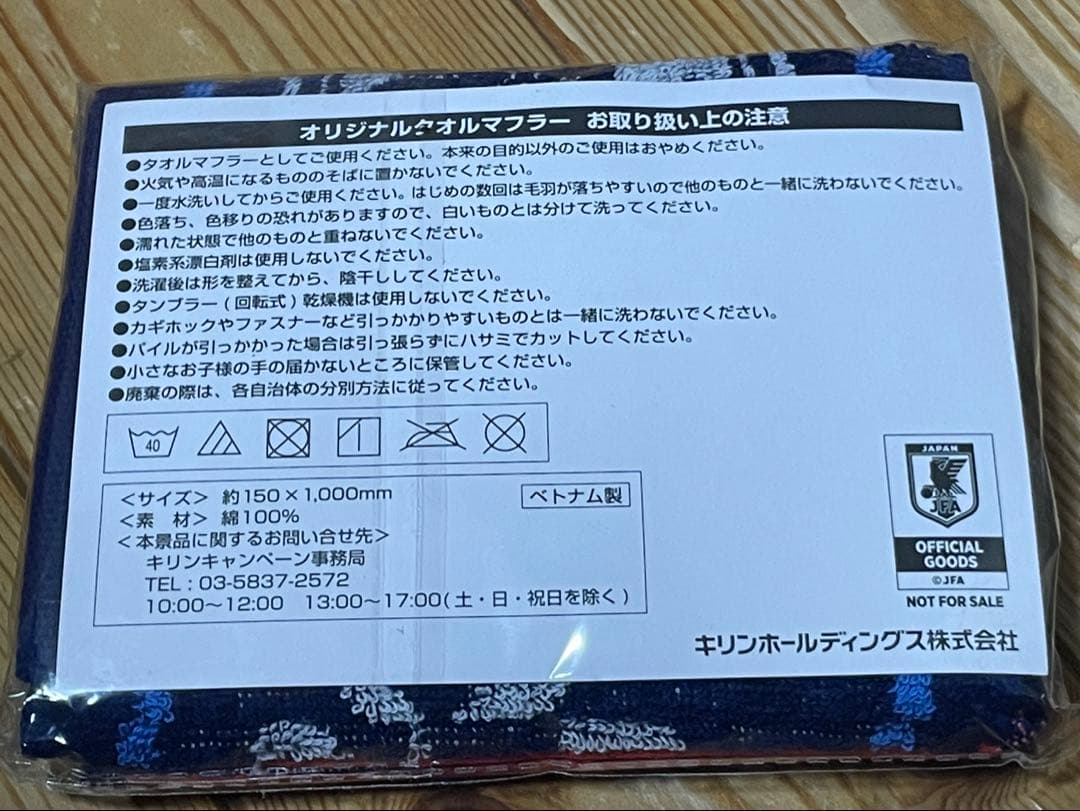 オリジナルタオルマフラー お取り扱い上の注意
●タオルマフラーとしてご使用ください。本来の目的以外のご使用はおやめください。
●火気や高温になるもののそばに置かないでください。
●一度水洗いしてからご使用ください。はじめの数回は毛羽が落ちやすいので他のものと一緒に洗わないでください。
●色落ち、色移りの恐れがありますので、白いものとは分けて洗ってください。
●濡れた状態で他のものと重ねないでください。
●塩素系漂白剤は使用しないでください。
●洗濯後は形を整えてから、陰干ししてください。
●タンブラー(回転式)乾燥機は使用しないでください。
●カギホックやファスナーなど引っかかりやすいものとは一緒に洗わないでください。
●パイルが引っかかった場合は引っ張らずにハサミでカットしてください。
●小さなお子様の手の届かないところに保管してください。
●廃棄の際は、各自治体の分別方法に従ってください。
40
<サイズ> 約150×1,000mm
ベトナム製
<素 材> 綿100%
<本景品に関するお問い合せ先>
キリンキャンペーン事務局
TEL:03-5837-2572
10:00～12:00 13:00～17:00(土・日・祝日を除く)
JAPAN
JFA
OFFICIAL
GOODS
©JFA
NOT FOR SALE
キリンホールディングス株式会社